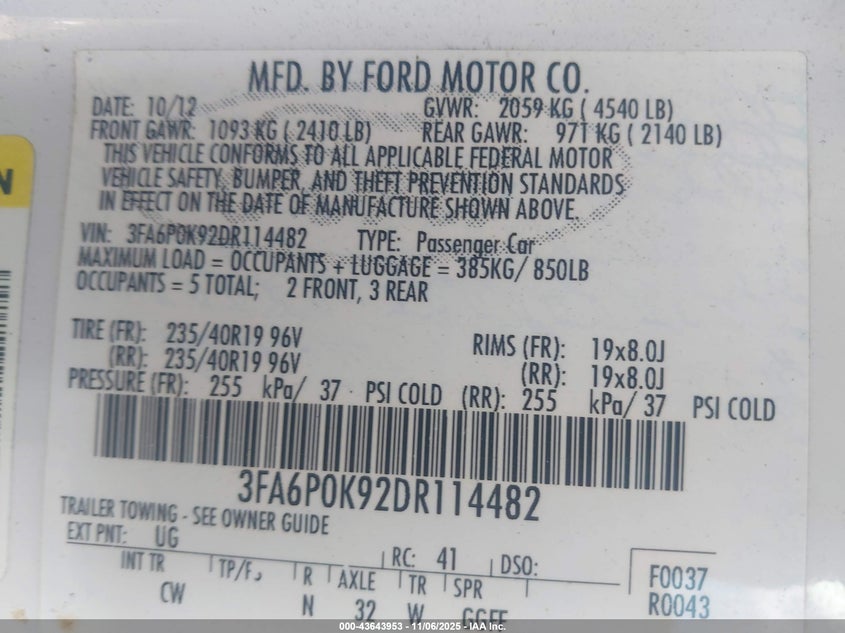 MFD. BY FORD MOTOR CO.
DATE: 10/12 GVWR: 2059 KG ( 4540 LB)
FRONT GAWR: 1093 KG ( 2410 LB) REAR GAWR: 971 KG ( 2140 LB)
THIS VEHICLE CONFORMS TO ALL APPLICABLE FEDERAL MOTOR
VEHICLE SAFETY, BUMPER, AND THEFT PREVENTION STANDARDS
IN EFFECT ON THE DATE OF MANUFACTURE SHOWN ABOVE.
VIN: 3FA6P0K92DR114482 TYPE: Passenger Car
MAXIMUM LOAD = OCCUPANTS + LUGGAGE = 385KG/ 850LB
OCCUPANTS = 5 TOTAL; 2 FRONT, 3 REAR
TIRE (FR): 235/40R19 96V RIMS (FR): 19x8.0J
(RR): 235/40R19 96V (RR): 19x8.0J
PRESSURE (FR): 255 kPa/ 37 PSI COLD (RR): 255 kPa/ 37 PSI COLD
3FA6P0K92DR114482
TRAILER TOWING - SEE OWNER GUIDE
EXT PNT: UG RC: 41 DSO:
INT TR TP/F, R AXLE TR SPR F0037
CW N 32 W GGFF R0043
N
000-43643953 - 11/06/2025 - IAA Inc.